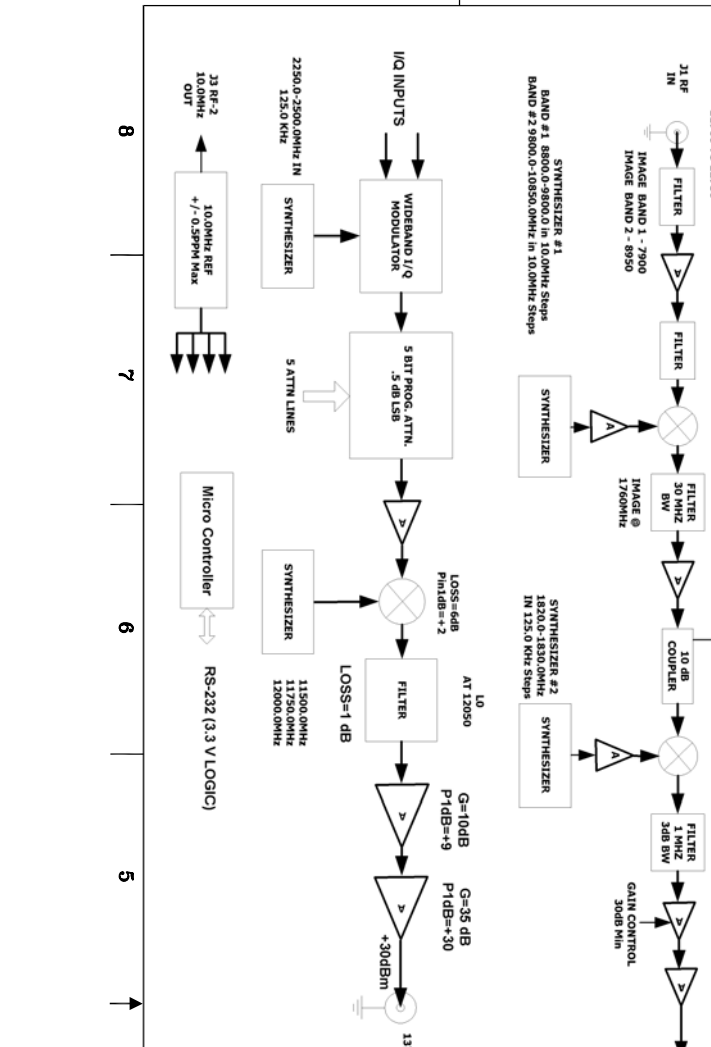 J1 RF
IN
FILTER
IMAGE BAND 1 - 7900
IMAGE BAND 2 - 8950
A
FILTER
SYNTHESIZER #1
BAND #1 8800.0-9800.0 in 10.0MHz Steps
BAND #2 9800.0-10850.0MHz in 10.0MHz Steps
SYNTHESIZER
A
FILTER
30 MHZ
BW
IMAGE @
1760MHz
A
10 dB
COUPLER
SYNTHESIZER #2
1820.0-1830.0MHz
IN 125.0 KHz Steps
SYNTHESIZER
A
FILTER
1 MHZ
3dB BW
A
GAIN CONTROL
30dB Min
A
I/Q INPUTS
WIDEBAND I/Q
MODULATOR
2250.0-2500.0MHz IN
125.0 KHz
SYNTHESIZER
5 BIT PROG. ATTN.
.5 dB LSB
5 ATTN LINES
A
LOSS=6dB
Pin1dB=+2
SYNTHESIZER
11500.0MHz
11750.0MHz
12000.0MHz
FILTER
LOSS=1 dB
LO
AT 12050
A
G=10dB
P1dB=+9
A
G=35 dB
P1dB=+30
+30dBm
13
J3 RF-2
10.0MHz
OUT
10.0MHz REF
+/- 0.5PPM Max
Micro Controller
RS-232 (3.3 V LOGIC)
8
7
6
5